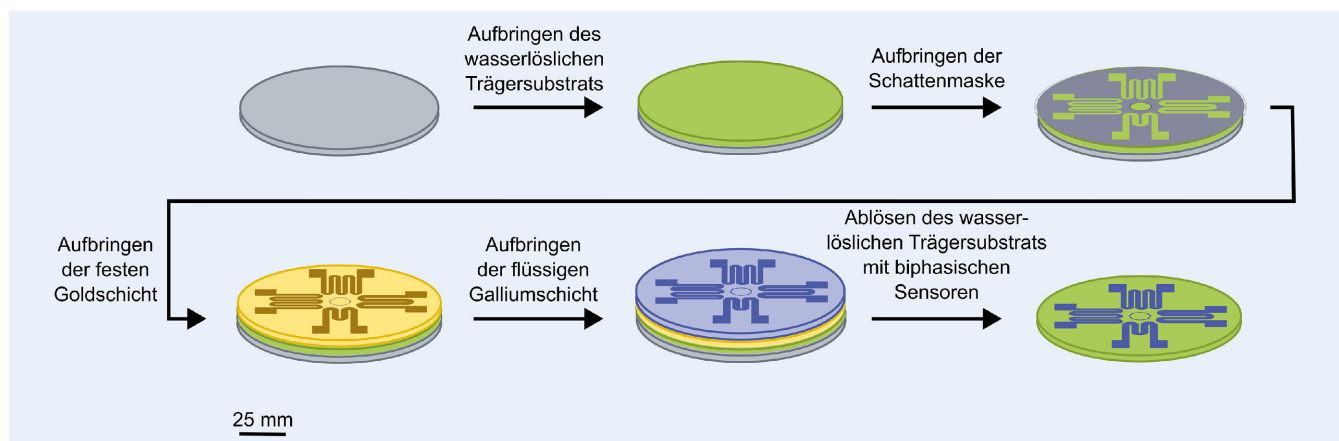 Aufbringen des
wasserlöslichen
Trägersubstrats
Aufbringen der
Schattenmaske
Aufbringen
der festen
Goldschicht
Aufbringen
der flüssigen
Galliumschicht
Ablösen des wasser-
löslichen Trägersubstrats
mit biphasischen
Sensoren
25 mm